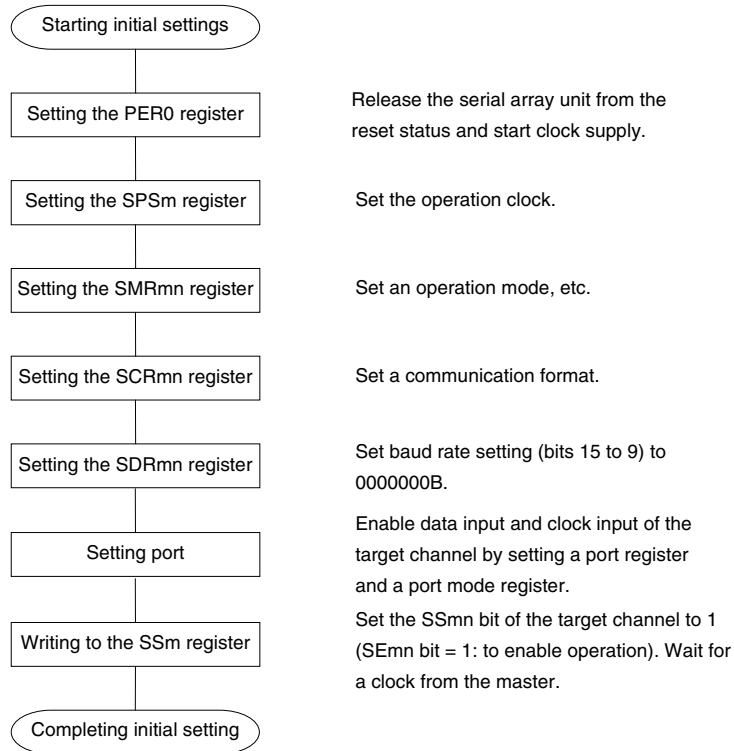 Starting initial settings
Setting the PER0 register
Release the serial array unit from the
reset status and start clock supply.
Setting the SPSm register
Set the operation clock.
Setting the SMRmn register
Set an operation mode, etc.
Setting the SCRmn register
Set a communication format.
Setting the SDRmn register
Set baud rate setting (bits 15 to 9) to
0000000B.
Setting port
Enable data input and clock input of the
target channel by setting a port register
and a port mode register.
Writing to the SSm register
Set the SSmn bit of the target channel to 1
(SEmn bit = 1: to enable operation). Wait for
a clock from the master.
Completing initial setting